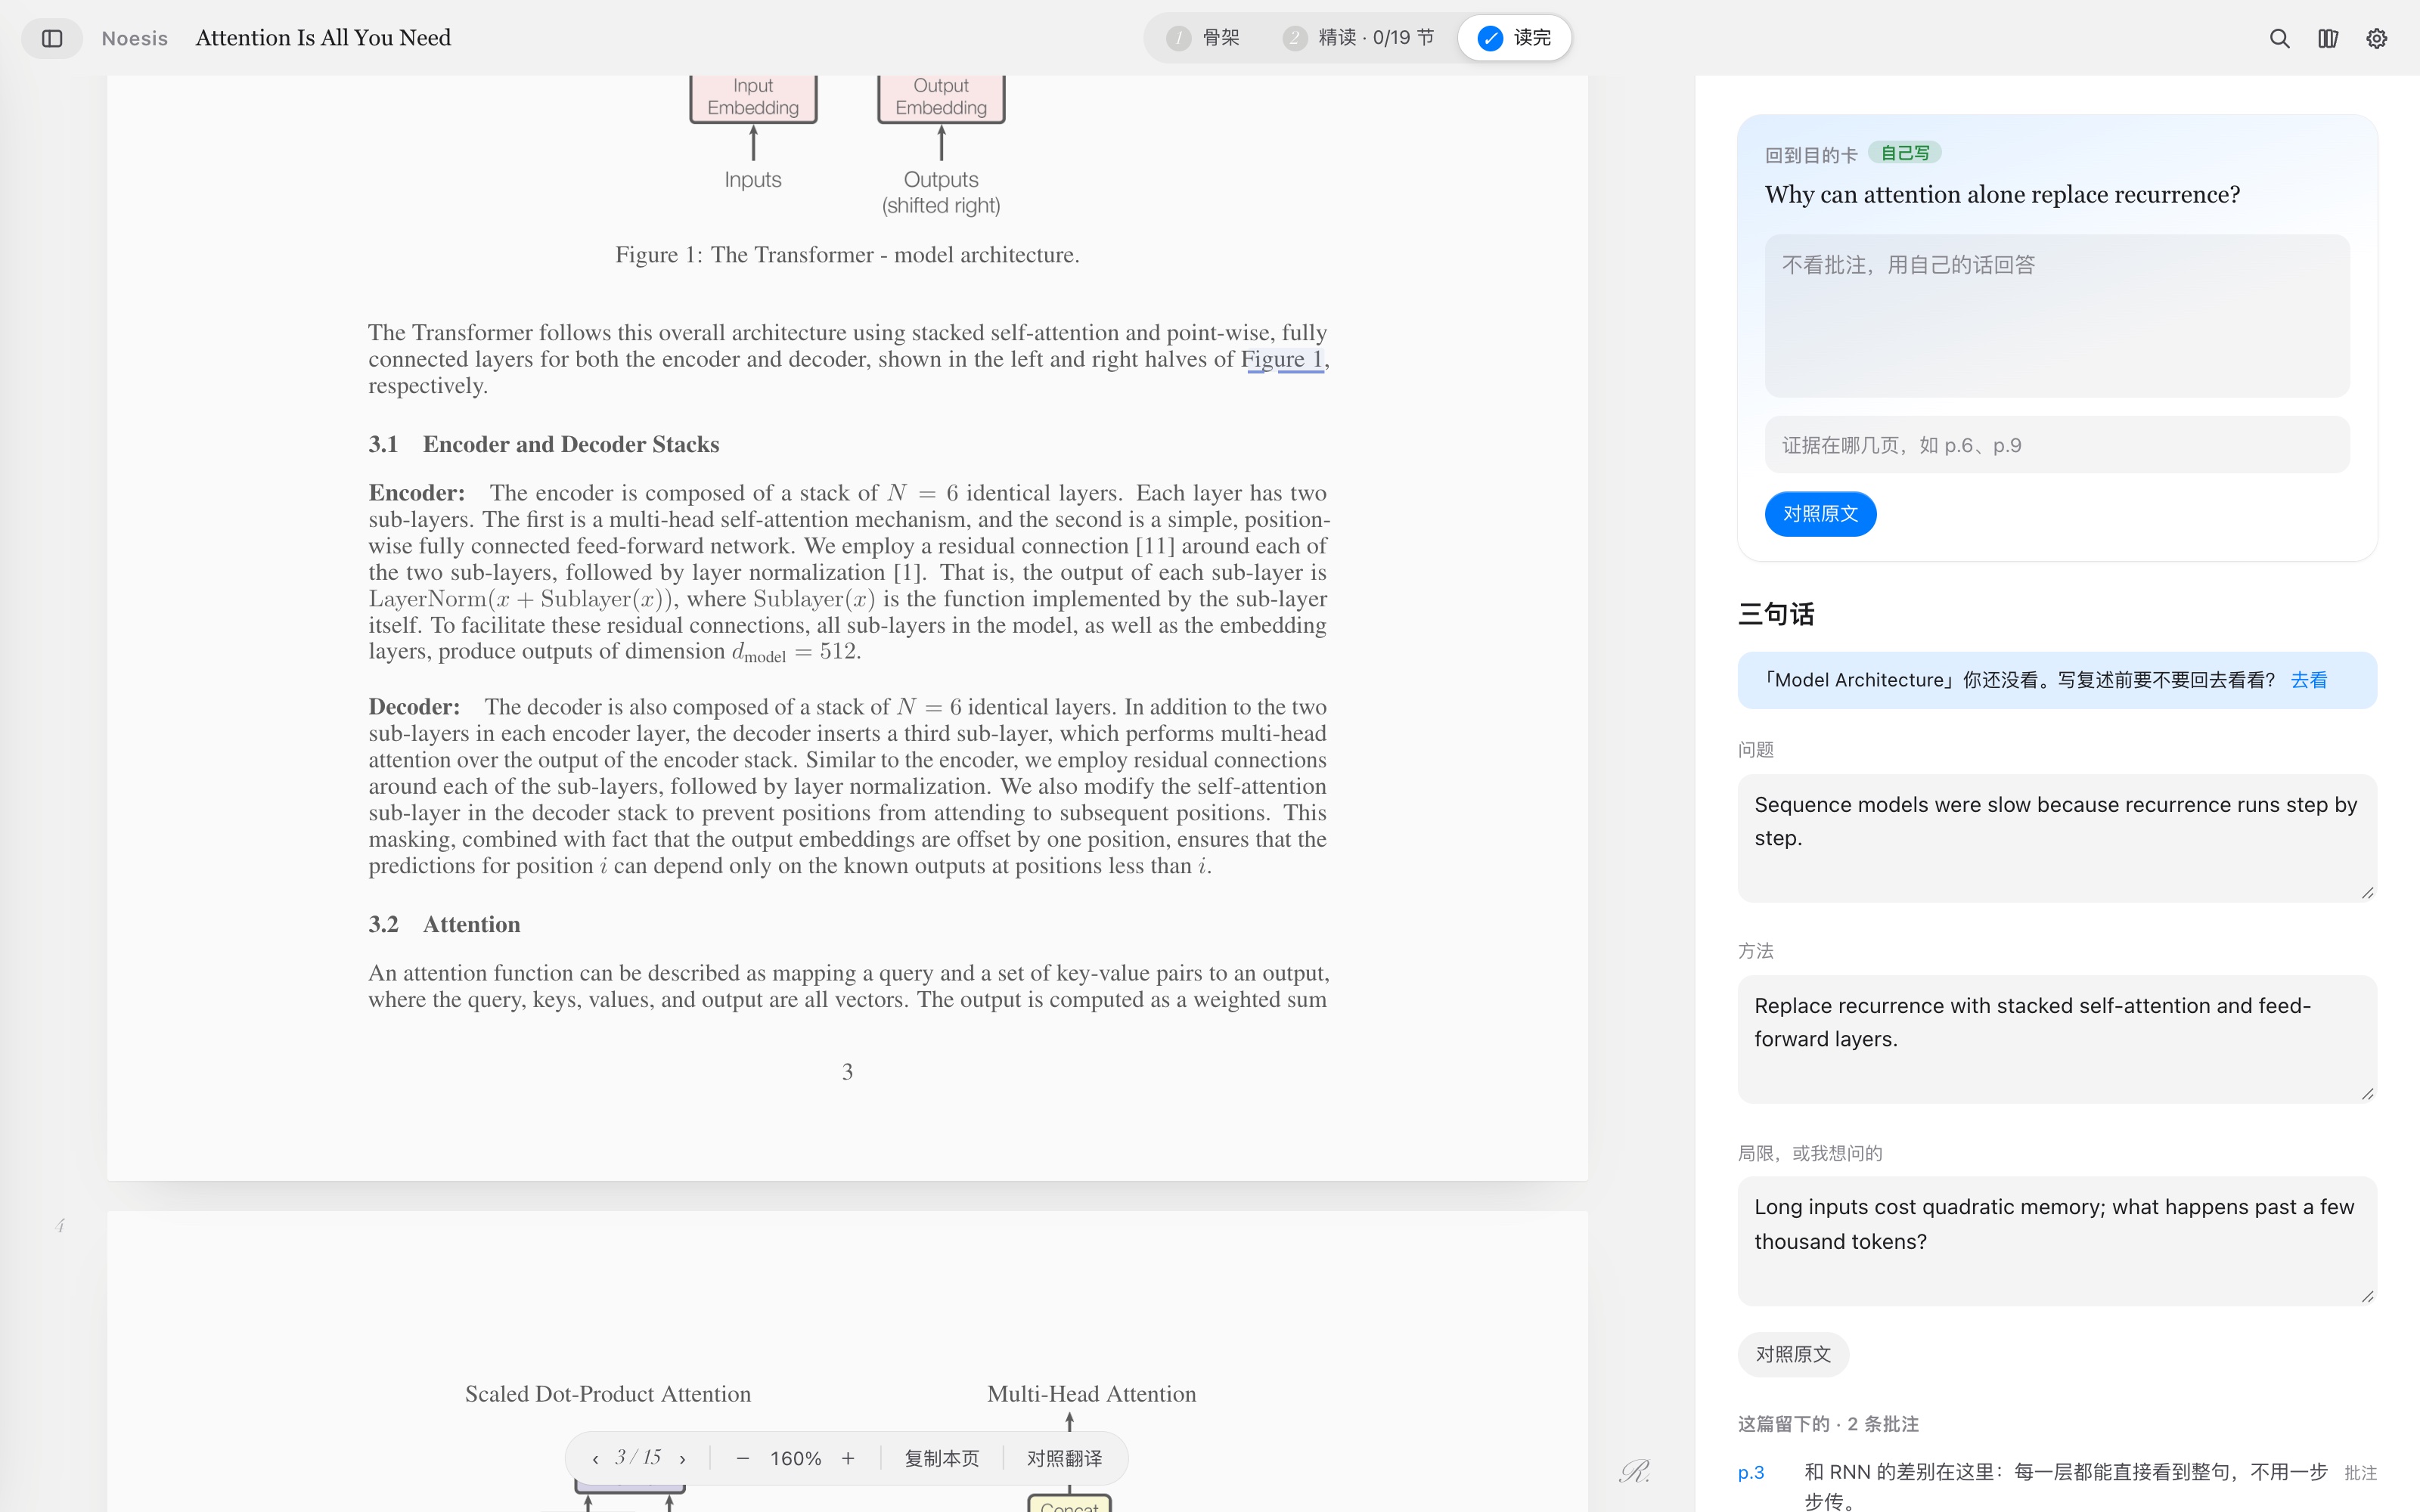 Noesis
Attention Is All You Need
1 骨架
2 精读 · 0/19 节
✓ 读完
Input
Embedding
Output
Embedding
Inputs
Outputs
(shifted right)
Figure 1: The Transformer - model architecture.
The Transformer follows this overall architecture using stacked self-attention and point-wise, fully
connected layers for both the encoder and decoder, shown in the left and right halves of Figure 1,
respectively.
3.1 Encoder and Decoder Stacks
Encoder: The encoder is composed of a stack of N = 6 identical layers. Each layer has two
sub-layers. The first is a multi-head self-attention mechanism, and the second is a simple, position-
wise fully connected feed-forward network. We employ a residual connection [11] around each of
the two sub-layers, followed by layer normalization [1]. That is, the output of each sub-layer is
LayerNorm(x + Sublayer(x)), where Sublayer(x) is the function implemented by the sub-layer
itself. To facilitate these residual connections, all sub-layers in the model, as well as the embedding
layers, produce outputs of dimension d_model = 512.
Decoder: The decoder is also composed of a stack of N = 6 identical layers. In addition to the two
sub-layers in each encoder layer, the decoder inserts a third sub-layer, which performs multi-head
attention over the output of the encoder stack. Similar to the encoder, we employ residual connections
around each of the sub-layers, followed by layer normalization. We also modify the self-attention
sub-layer in the decoder stack to prevent positions from attending to subsequent positions. This
masking, combined with fact that the output embeddings are offset by one position, ensures that the
predictions for position i can depend only on the known outputs at positions less than i.
3.2 Attention
An attention function can be described as mapping a query and a set of key-value pairs to an output,
where the query, keys, values, and output are all vectors. The output is computed as a weighted sum
3
4
Scaled Dot-Product Attention
Multi-Head Attention
Concat
‹ 3 / 15 ›
− 160% +
复制本页
对照翻译
R.
回到目的卡 自己写
Why can attention alone replace recurrence?
不看批注，用自己的话回答
证据在哪几页，如 p.6、p.9
对照原文
三句话
「Model Architecture」你还没看。写复述前要不要回去看看？ 去看
问题
Sequence models were slow because recurrence runs step by
step.
方法
Replace recurrence with stacked self-attention and feed-
forward layers.
局限，或我想问的
Long inputs cost quadratic memory; what happens past a few
thousand tokens?
对照原文
这篇留下的 · 2 条批注
p.3 和 RNN 的差别在这里：每一层都能直接看到整句，不用一步 批注
步传。